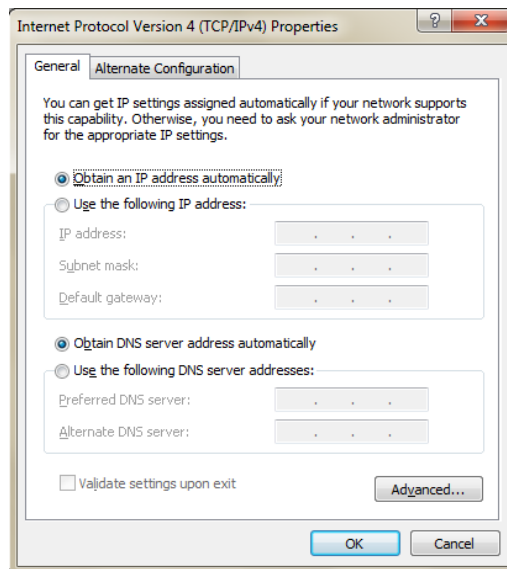 Internet Protocol Version 4 (TCP/IPv4) Properties
General
Alternate Configuration
You can get IP settings assigned automatically if your network supports
this capability. Otherwise, you need to ask your network administrator
for the appropriate IP settings.
Obtain an IP address automatically
Use the following IP address:
IP address:
Subnet mask:
Default gateway:
Obtain DNS server address automatically
Use the following DNS server addresses:
Preferred DNS server:
Alternate DNS server:
Validate settings upon exit
Advanced...
OK
Cancel